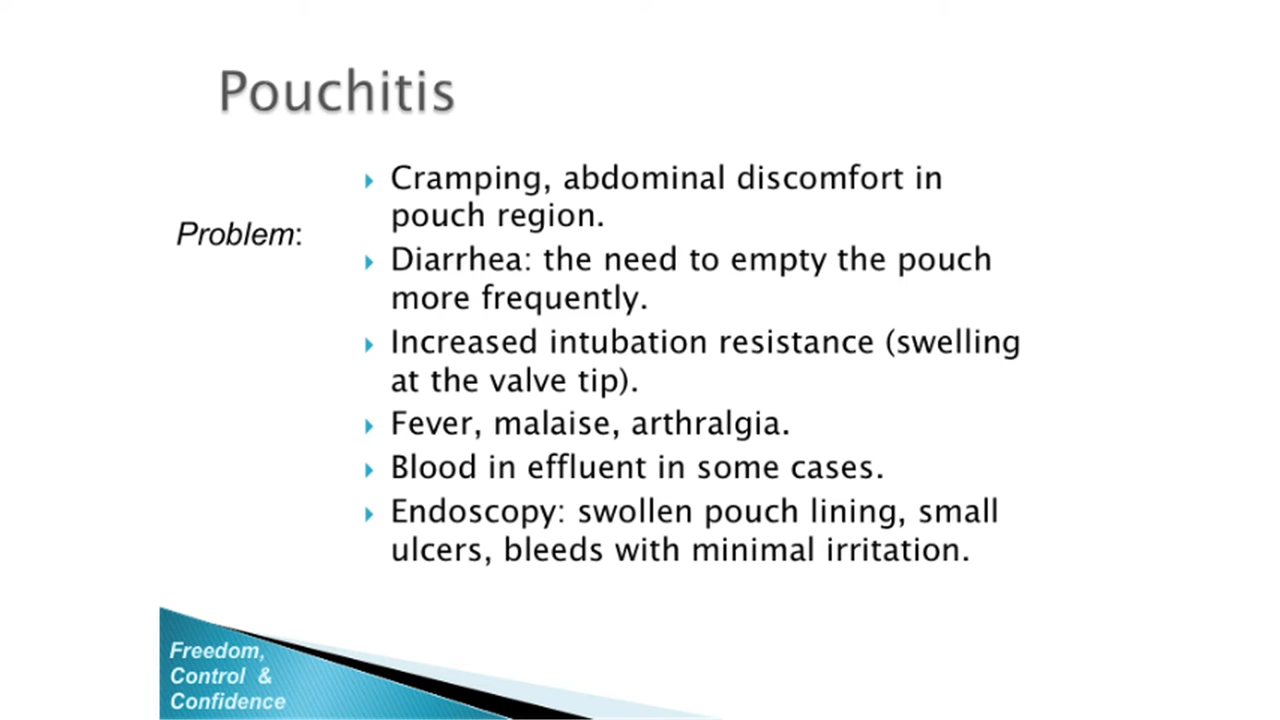 Pouchitis
Problem:
Cramping, abdominal discomfort in
pouch region.
Diarrhea: the need to empty the pouch
more frequently.
Increased intubation resistance (swelling
at the valve tip).
Fever, malaise, arthralgia.
Blood in effluent in some cases.
Endoscopy: swollen pouch lining, small
ulcers, bleeds with minimal irritation.
Freedom,
Control &
Confidence